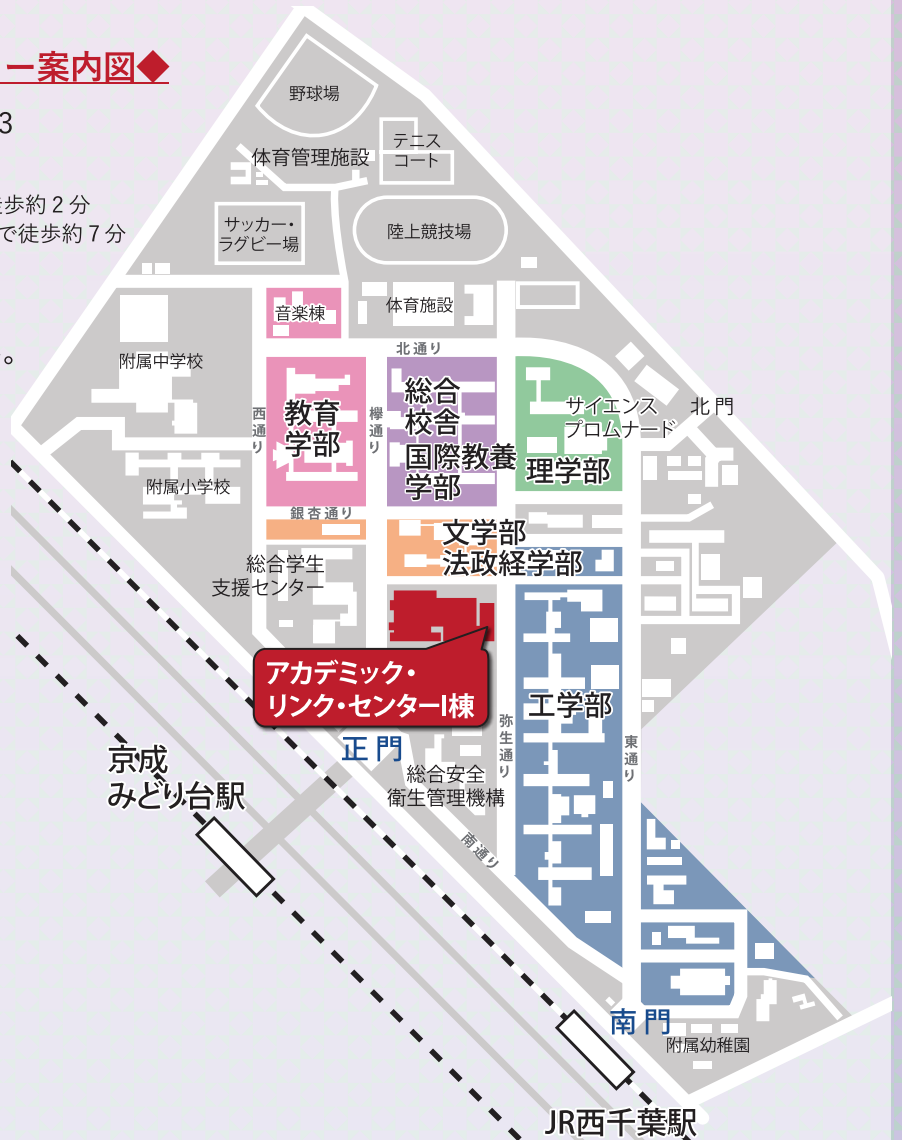 ー案内図◆
3
歩約２分
で徒歩約７分
。
野球場
テニス
コート
体育管理施設
サッカー・
ラグビー場
陸上競技場
音楽棟
体育施設
北通り
附属中学校
西通り
教育
学部
欅通り
総合
校舎
国際教養
学部
サイエンス
プロムナード
北門
理学部
附属小学校
銀杏通り
文学部
法政経学部
総合学生
支援センター
アカデミック・
リンク・センターI棟
工学部
弥生通り
東通り
正門
総合安全
衛生管理機構
京成
みどり台駅
南通り
南門
附属幼稚園
JR西千葉駅